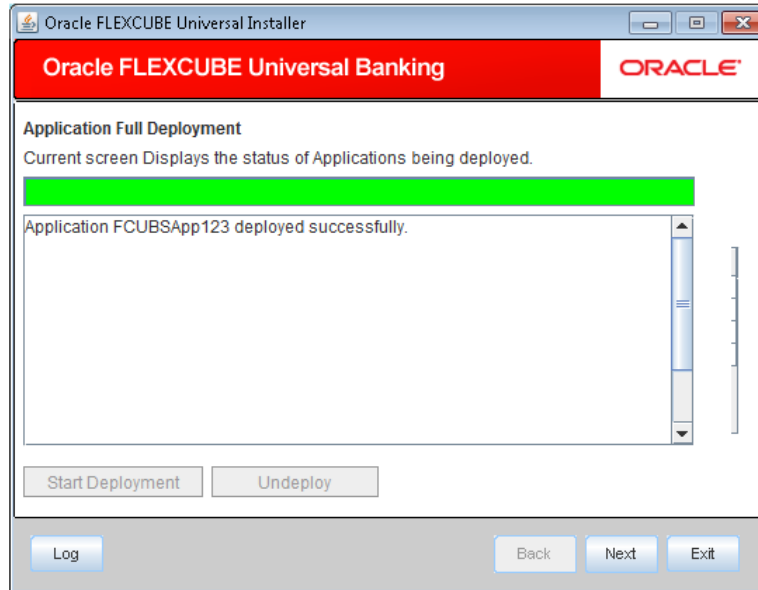 Oracle FLEXCUBE Universal Installer
Oracle FLEXCUBE Universal Banking
ORACLE
Application Full Deployment
Current screen Displays the status of Applications being deployed.
Application FCUBSApp123 deployed successfully.
Start Deployment
Undeploy
Log
Back
Next
Exit